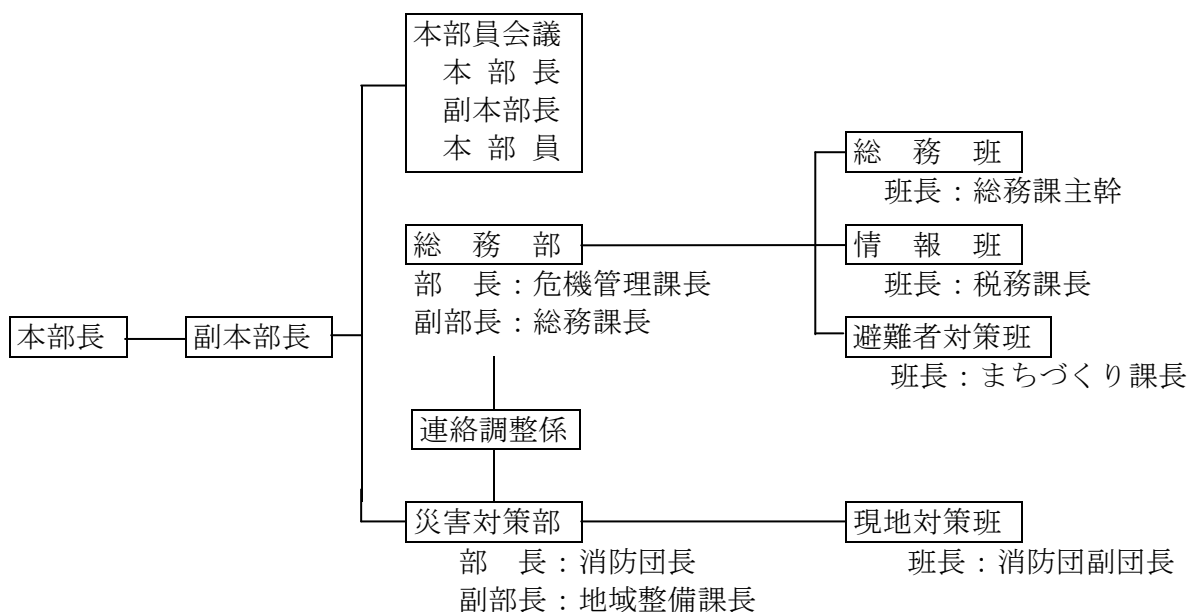 本部員会議
本 部 長
副本部長
本 部 員
総 務 班
班長：総務課主幹
総 務 部
部 長：危機管理課長
副部長：総務課長
情 報 班
班長：税務課長
本部長
副本部長
避難者対策班
班長：まちづくり課長
連絡調整係
災害対策部
部 長：消防団長
副部長：地域整備課長
現地対策班
班長：消防団副団長